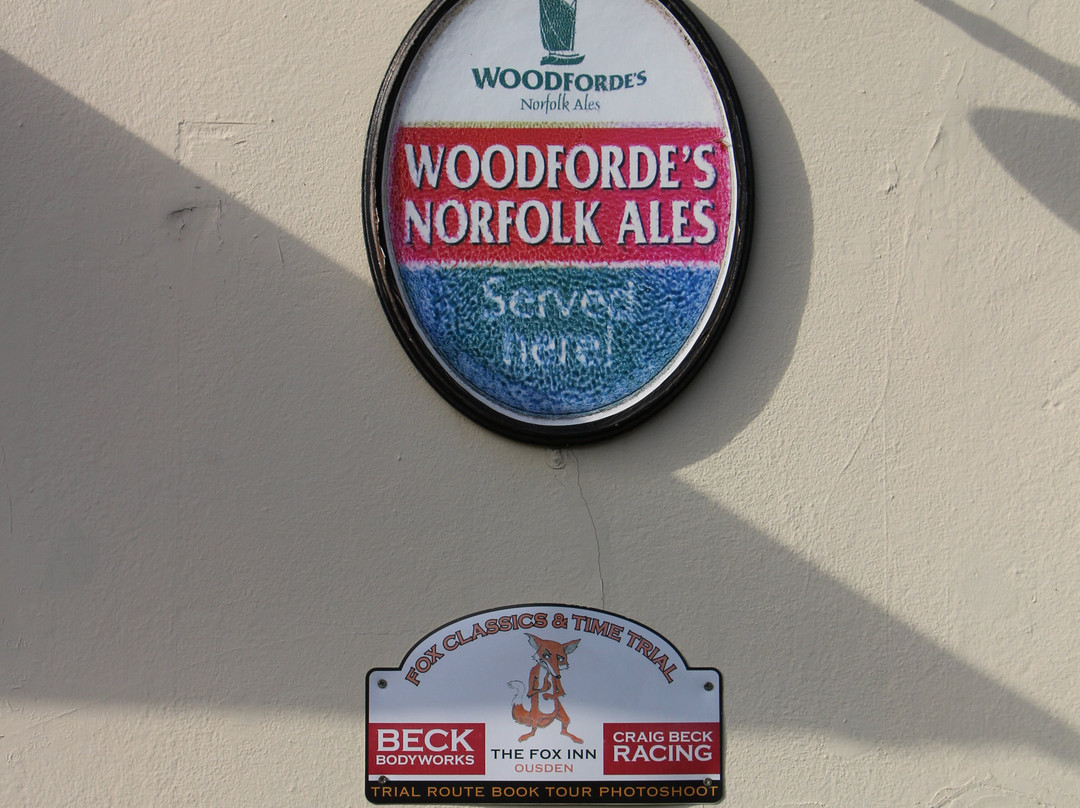 WOODFORDE'S
Norfolk Ales
WOODFORDE'S
NORFOLK ALES
Served
here!
FOX CLASSICS & TIME TRIAL
BECK
BODYWORKS
THE FOX INN
OUSDEN
CRAIG BECK
RACING
TRIAL ROUTE BOOK TOUR PHOTOSHOOT